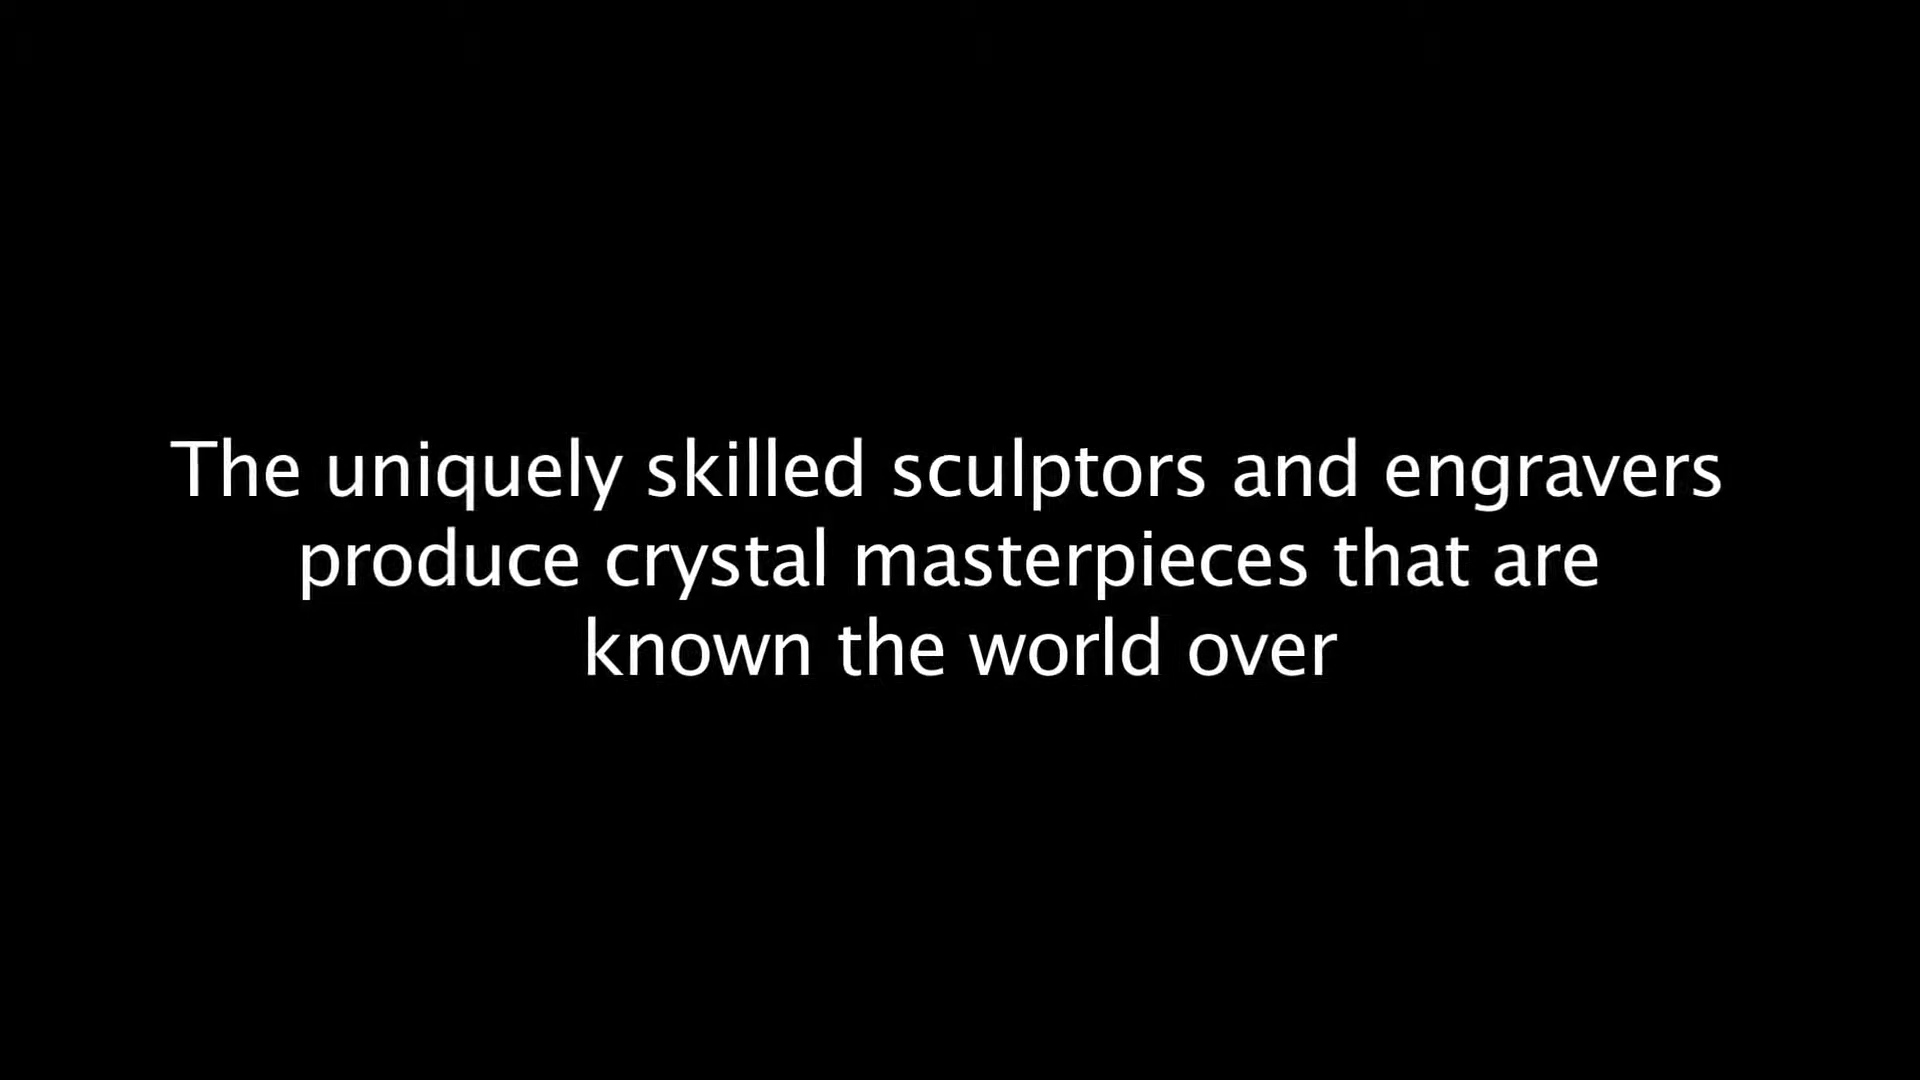 The uniquely skilled sculptors and engravers
produce crystal masterpieces that are
known the world over